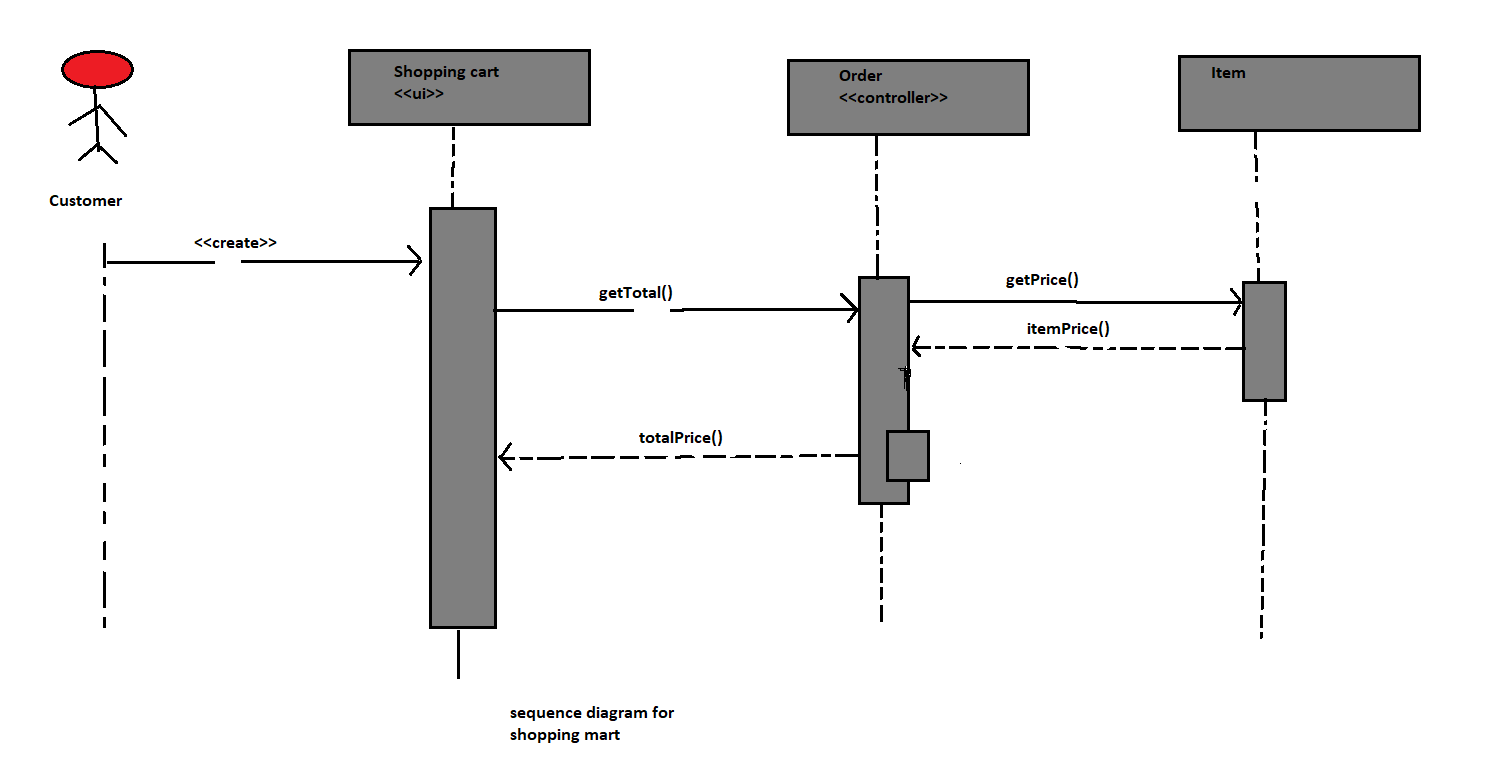 Shopping cart
<<ui>>
Order
<<controller>>
Item
Customer
<<create>>
getTotal()
getPrice()
itemPrice()
totalPrice()
sequence diagram for
shopping mart